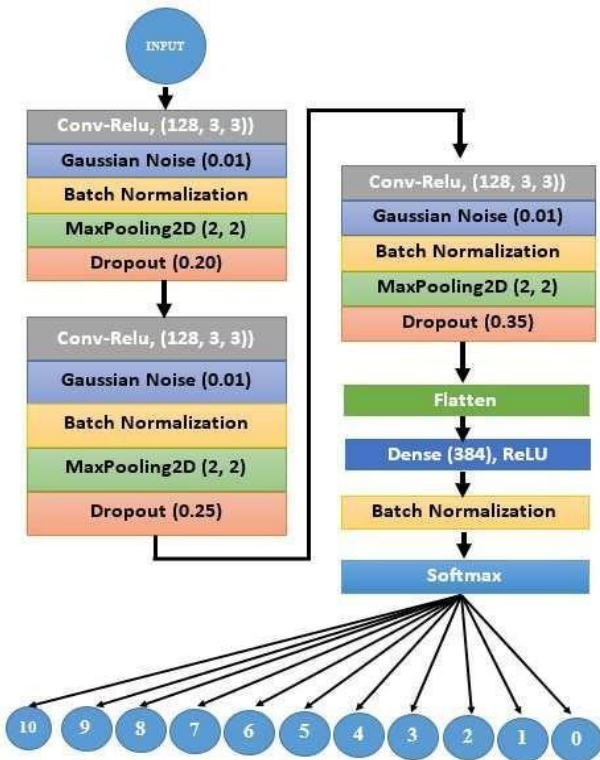 INPUT
Conv-Relu, (128, 3, 3))
Gaussian Noise (0.01)
Batch Normalization
MaxPooling2D (2, 2)
Dropout (0.20)
Conv-Relu, (128, 3, 3))
Gaussian Noise (0.01)
Batch Normalization
MaxPooling2D (2, 2)
Dropout (0.25)
Conv-Relu, (128, 3, 3))
Gaussian Noise (0.01)
Batch Normalization
MaxPooling2D (2, 2)
Dropout (0.35)
Flatten
Dense (384), ReLU
Batch Normalization
Softmax
10 9 8 7 6 5 4 3 2 1 0